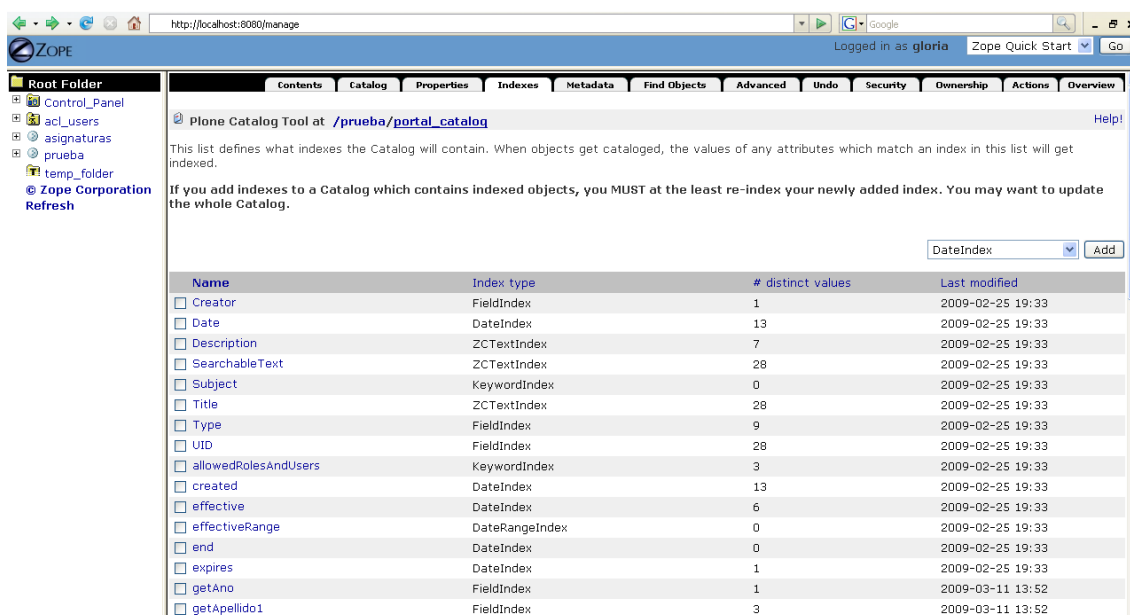 http://localhost:8080/manage
G Google
ZOPE
Logged in as gloria Zope Quick Start Go
Root Folder
Control_Panel
acl_users
asignaturas
prueba
temp_folder
© Zope Corporation
Refresh
Contents Catalog Properties Indexes Metadata Find Objects Advanced Undo Security Ownership Actions Overview
Plone Catalog Tool at /prueba/portal_catalog Help!
This list defines what indexes the Catalog will contain. When objects get cataloged, the values of any attributes which match an index in this list will get
indexed.
If you add indexes to a Catalog which contains indexed objects, you MUST at the least re-index your newly added index. You may want to update
the whole Catalog.
DateIndex Add
Name Index type # distinct values Last modified
Creator FieldIndex 1 2009-02-25 19:33
Date DateIndex 13 2009-02-25 19:33
Description ZCTextIndex 7 2009-02-25 19:33
SearchableText ZCTextIndex 28 2009-02-25 19:33
Subject KeywordIndex 0 2009-02-25 19:33
Title ZCTextIndex 28 2009-02-25 19:33
Type FieldIndex 9 2009-02-25 19:33
UID FieldIndex 28 2009-02-25 19:33
allowedRolesAndUsers KeywordIndex 3 2009-02-25 19:33
created DateIndex 13 2009-02-25 19:33
effective DateIndex 6 2009-02-25 19:33
effectiveRange DateRangeIndex 0 2009-02-25 19:33
end DateIndex 0 2009-02-25 19:33
expires DateIndex 1 2009-02-25 19:33
getAno FieldIndex 1 2009-03-11 13:52
getApellido1 FieldIndex 3 2009-03-11 13:52